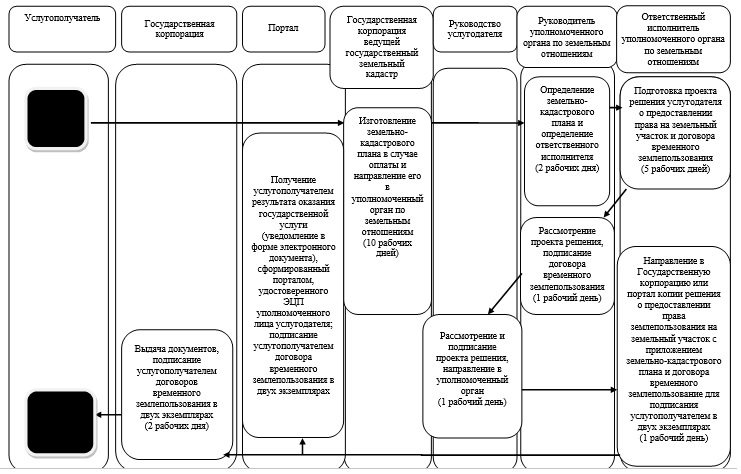 Услугополучатель
Государственная
корпорация
Портал
Государственная
корпорация
ведущей
государственный
земельный
кадастр
Руководство
услугодателя
Руководитель
уполномоченного
органа по земельным
отношениям
Ответственный
исполнитель
уполномоченного органа
по земельным
отношениям
Выдача документов,
подписание
услугополучателем
договоров
временного
землепользования в
двух экземплярах
(2 рабочих дня)
Получение
услугополучателем
результата оказания
государственной
услуги
(уведомление в
форме электронного
документа),
сформированный
порталом,
удостоверенного
ЭЦП
уполномоченного
лица услугодателя;
подписание
услугополучателем
договора
временного
землепользования в
двух экземплярах
Изготовление
земельно-
кадастрового
плана в случае
оплаты и
направление его
в
уполномоченный
орган по
земельным
отношениям
(10 рабочих
дней)
Рассмотрение и
подписание
проекта решения,
направление в
уполномоченный
орган
(1 рабочий день)
Определение
земельно-
кадастрового
плана и
определение
ответственного
исполнителя
(2 рабочих дня)
Рассмотрение
проекта решения,
подписание
договора
временного
землепользования
(1 рабочий день)
Подготовка проекта
решения услугодателя
о предоставлении
права на земельный
участок и договора
временного
землепользования
(5 рабочих дней)
Направление в
Государственную
корпорацию или
портал копии решения
о предоставлении
права
землепользования на
земельный участок с
приложением
земельно-кадастрового
плана и договора
временного
землепользование для
подписания
услугополучателем в
двух экземплярах
(1 рабочий день)